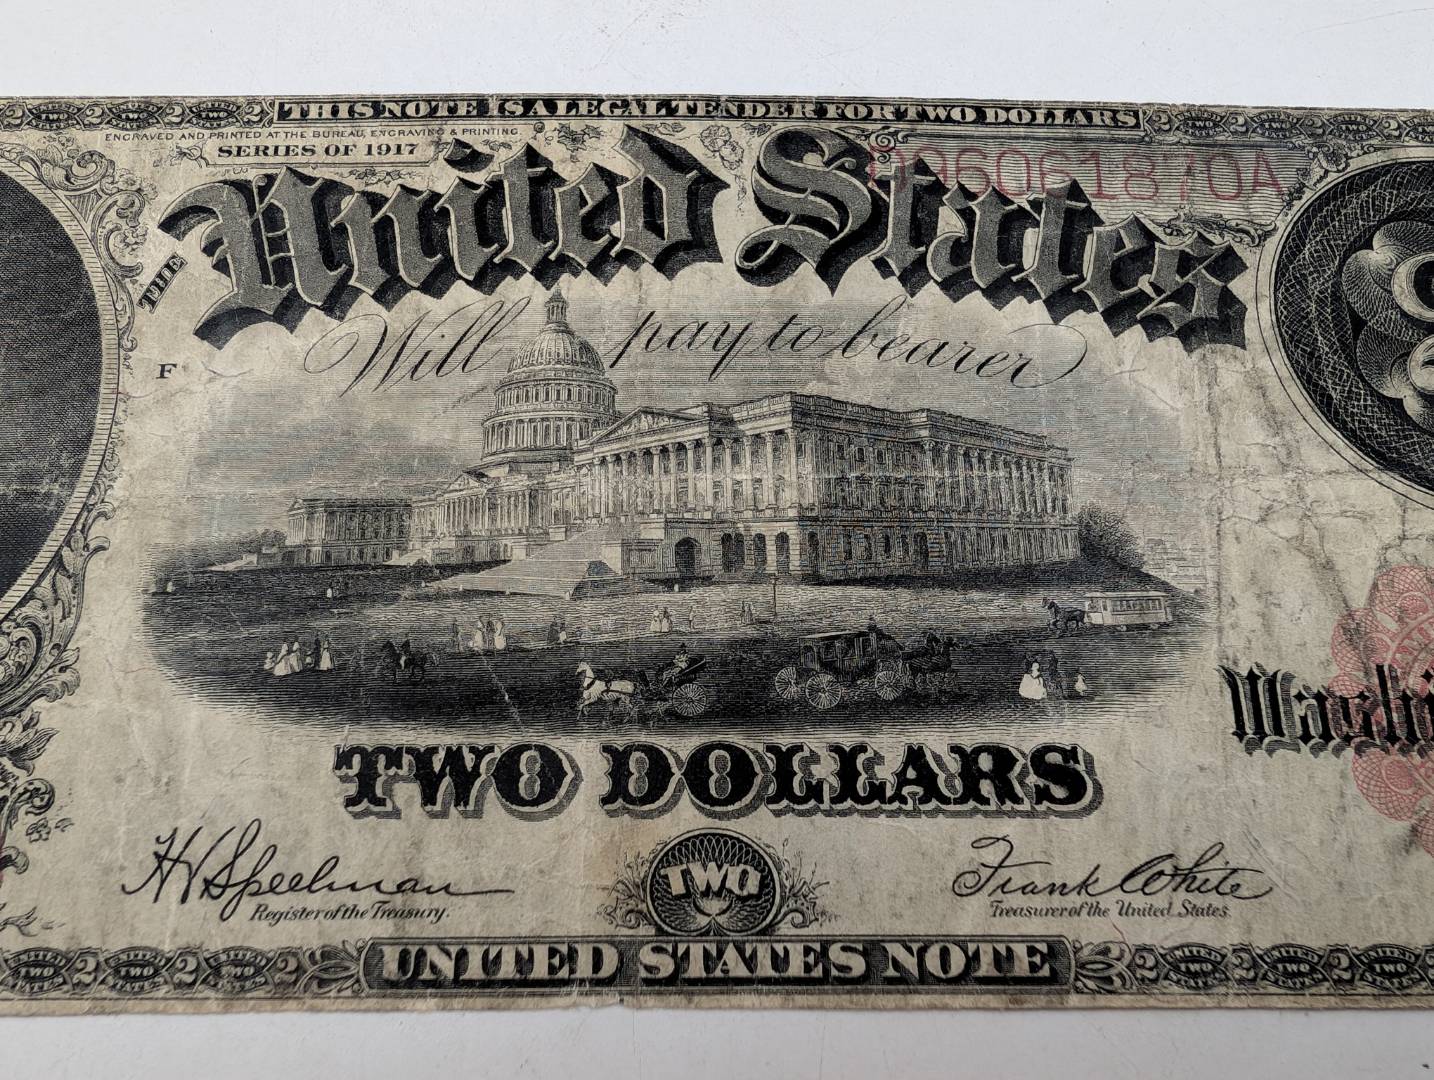 THIS NOTE IS A LEGAL TENDER FOR TWO DOLLARS
ENGRAVED AND PRINTED AT THE BUREAU, ENGRAVING & PRINTING.
SERIES OF 1917
D96061870A
THE United States
F
Will pay to bearer
Washi
TWO DOLLARS
H V Speelman
Frank White
Register of the Treasury.
Treasurer of the United States.
TWO
UNITED STATES NOTE